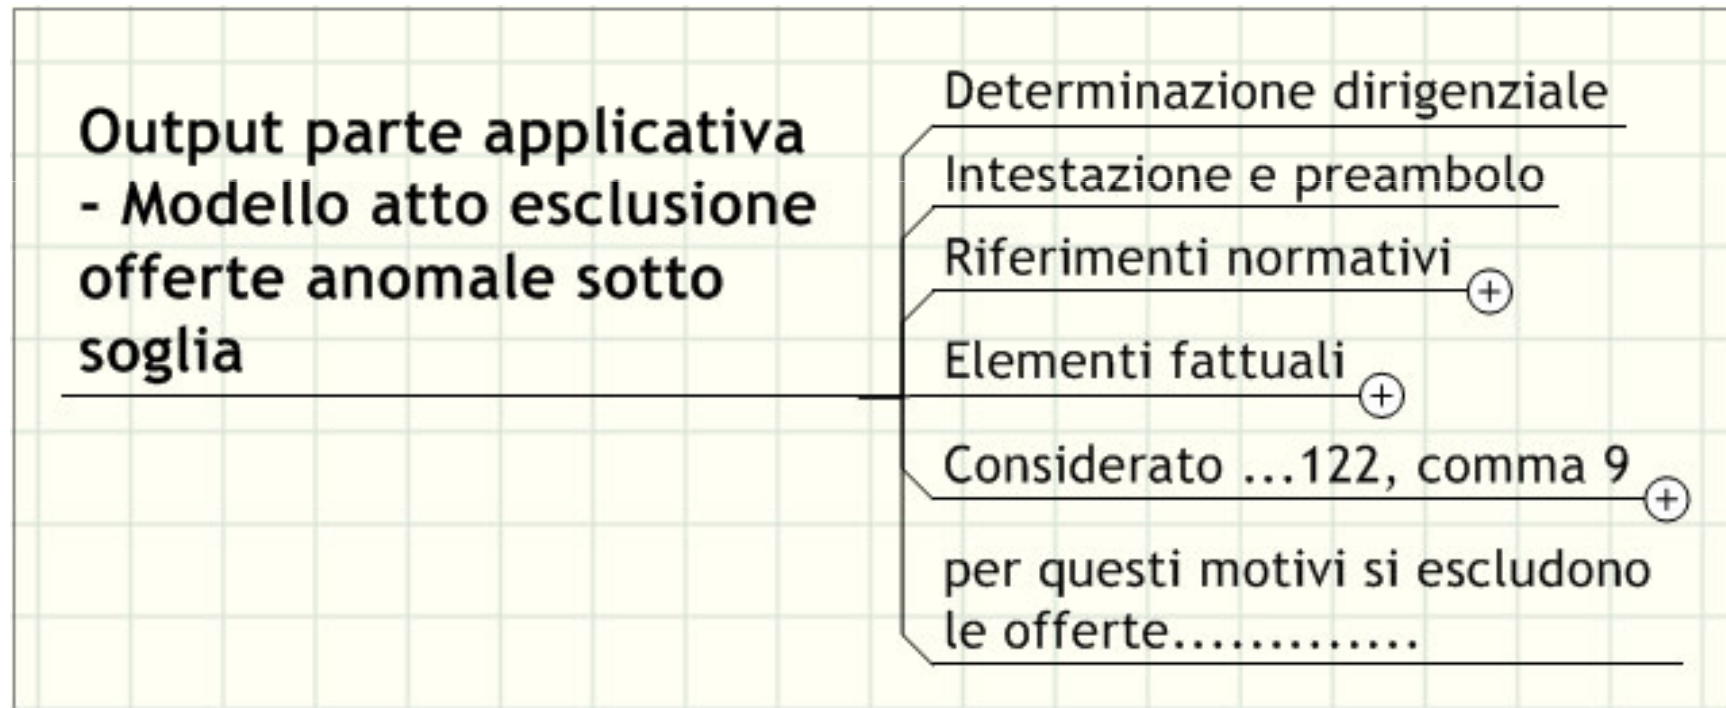 Output parte applicativa
- Modello atto esclusione
offerte anomale sotto
soglia
Determinazione dirigenziale
Intestazione e preambolo
Riferimenti normativi
Elementi fattuali
Considerato ...122, comma 9
per questi motivi si escludono
le offerte.............